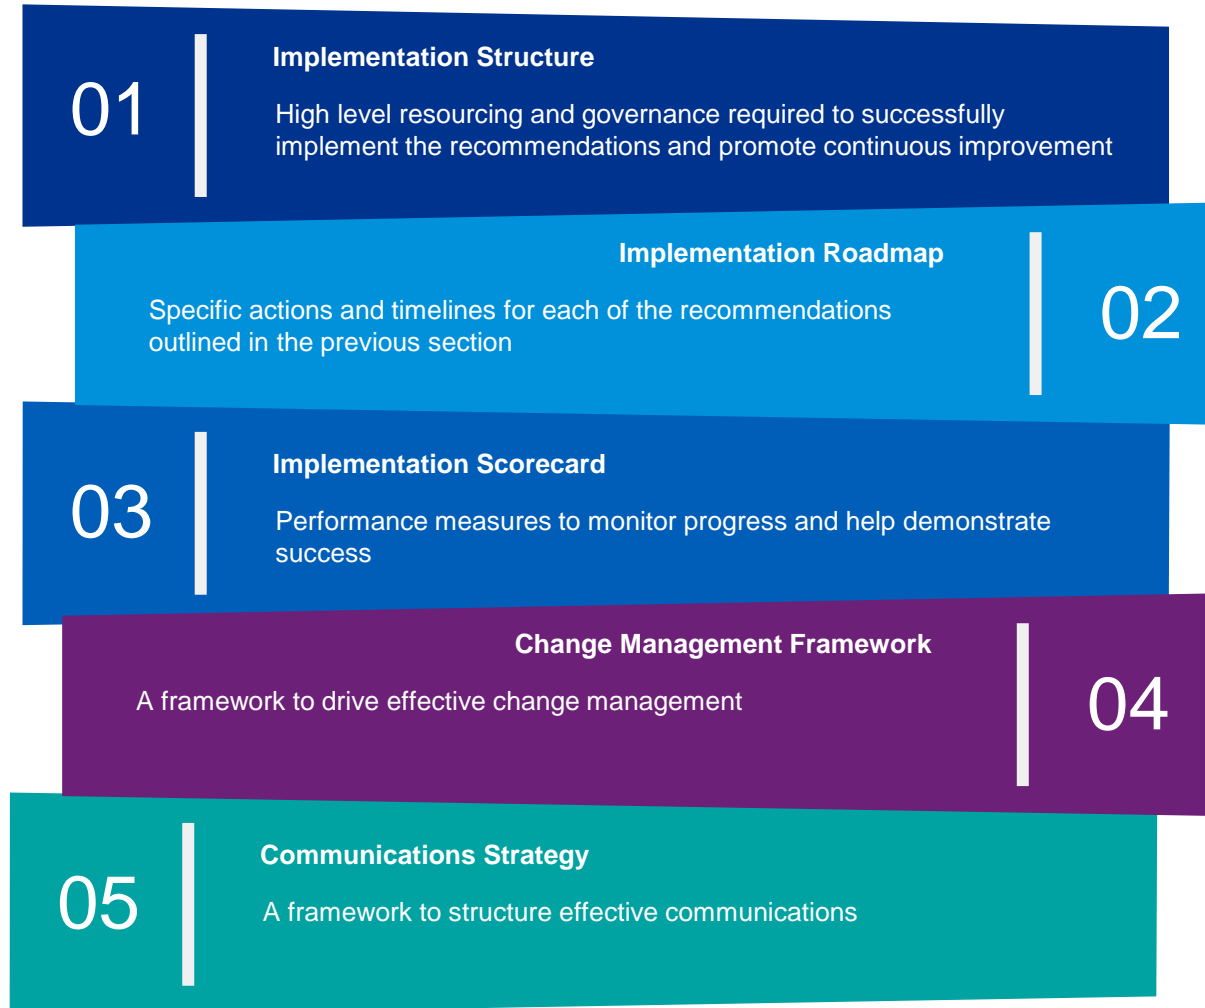 01
Implementation Structure
High level resourcing and governance required to successfully
implement the recommendations and promote continuous improvement
Implementation Roadmap
Specific actions and timelines for each of the recommendations
outlined in the previous section
02
03
Implementation Scorecard
Performance measures to monitor progress and help demonstrate
success
Change Management Framework
A framework to drive effective change management
04
05
Communications Strategy
A framework to structure effective communications